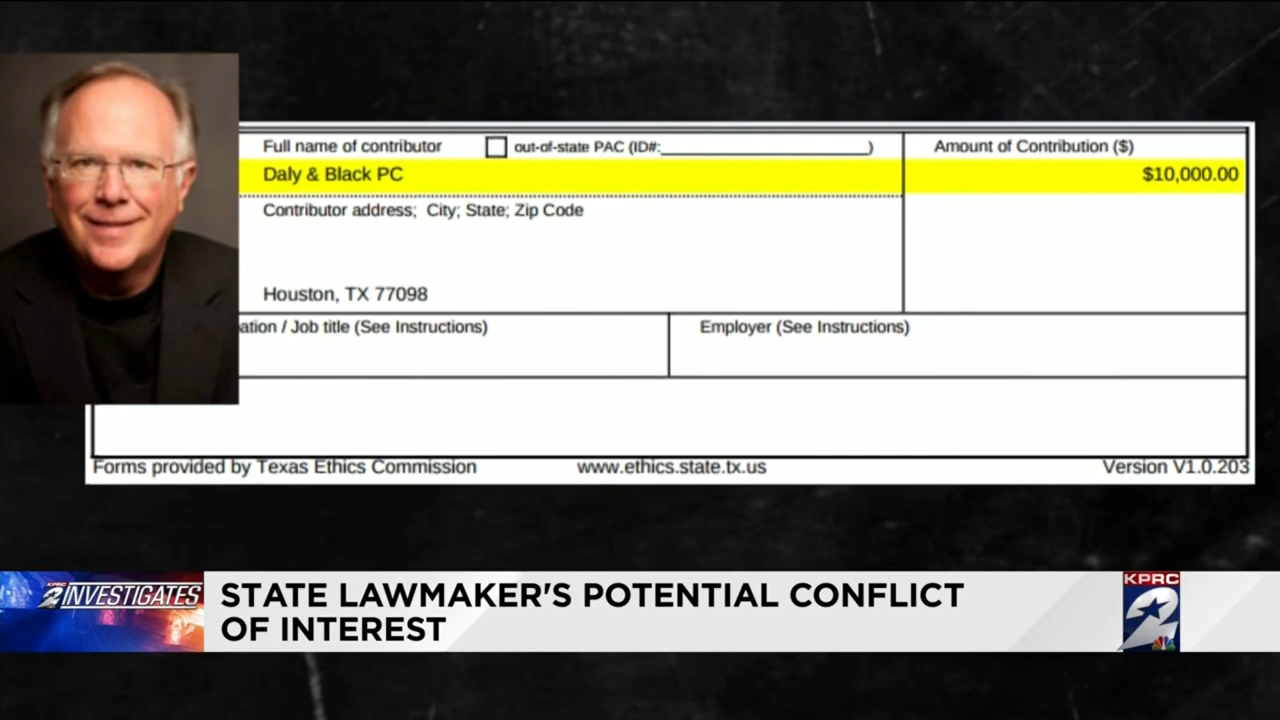 Full name of contributor
out-of-state PAC (ID#:________________________)
Amount of Contribution ($)
Daly & Black PC
$10,000.00
Contributor address; City; State; Zip Code
Houston, TX 77098
ation / Job title (See Instructions)
Employer (See Instructions)
Forms provided by Texas Ethics Commission
www.ethics.state.tx.us
Version V1.0.203
KPRC
2 INVESTIGATES
STATE LAWMAKER'S POTENTIAL CONFLICT
OF INTEREST
KPRC
2